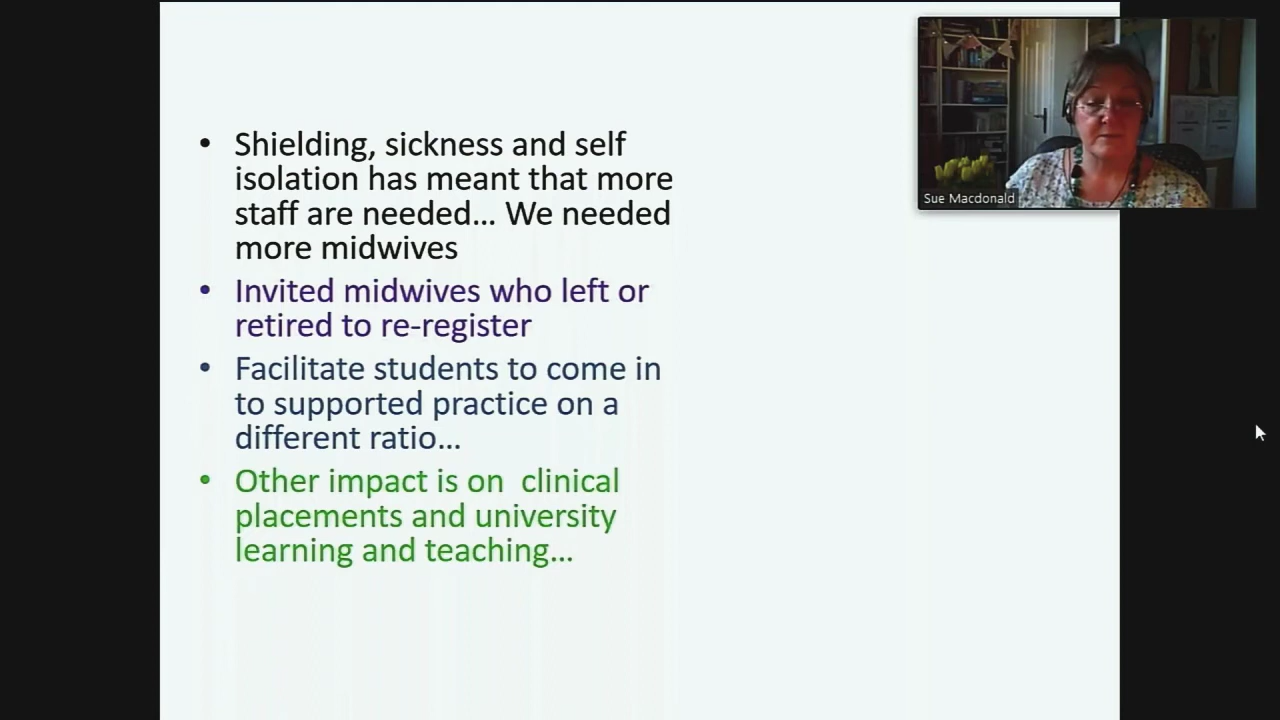 • Shielding, sickness and self
isolation has meant that more
staff are needed... We needed
more midwives
• Invited midwives who left or
retired to re-register
• Facilitate students to come in
to supported practice on a
different ratio...
• Other impact is on  clinical
placements and university
learning and teaching...
Sue Macdonald